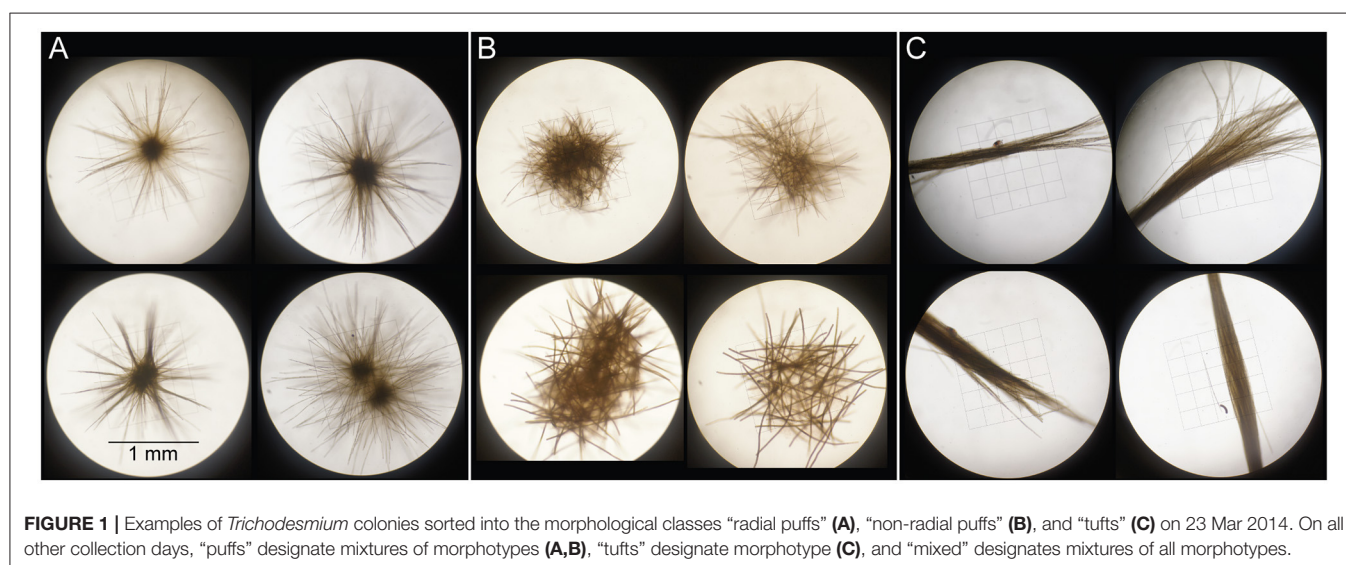 A
B
C
1 mm
FIGURE 1 | Examples of Trichodesmium colonies sorted into the morphological classes “radial puffs” (A), “non-radial puffs” (B), and “tufts” (C) on 23 Mar 2014. On all
other collection days, “puffs” designate mixtures of morphotypes (A,B), “tufts” designate morphotype (C), and “mixed” designates mixtures of all morphotypes.